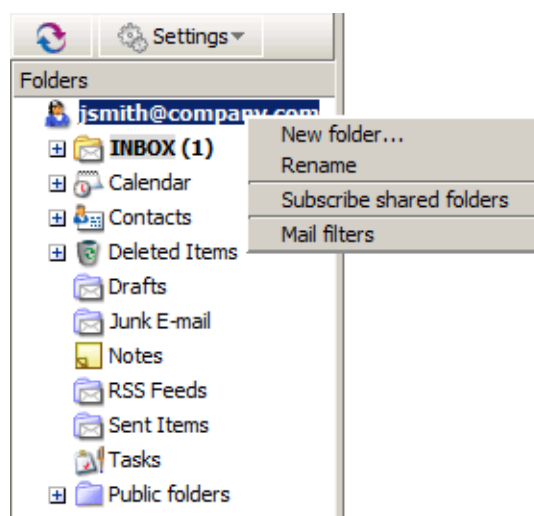 Settings
Folders
jsmith@company.com
INBOX (1)
New folder...
Rename
Calendar
Subscribe shared folders
Contacts
Mail filters
Deleted Items
Drafts
Junk E-mail
Notes
RSS Feeds
Sent Items
Tasks
Public folders